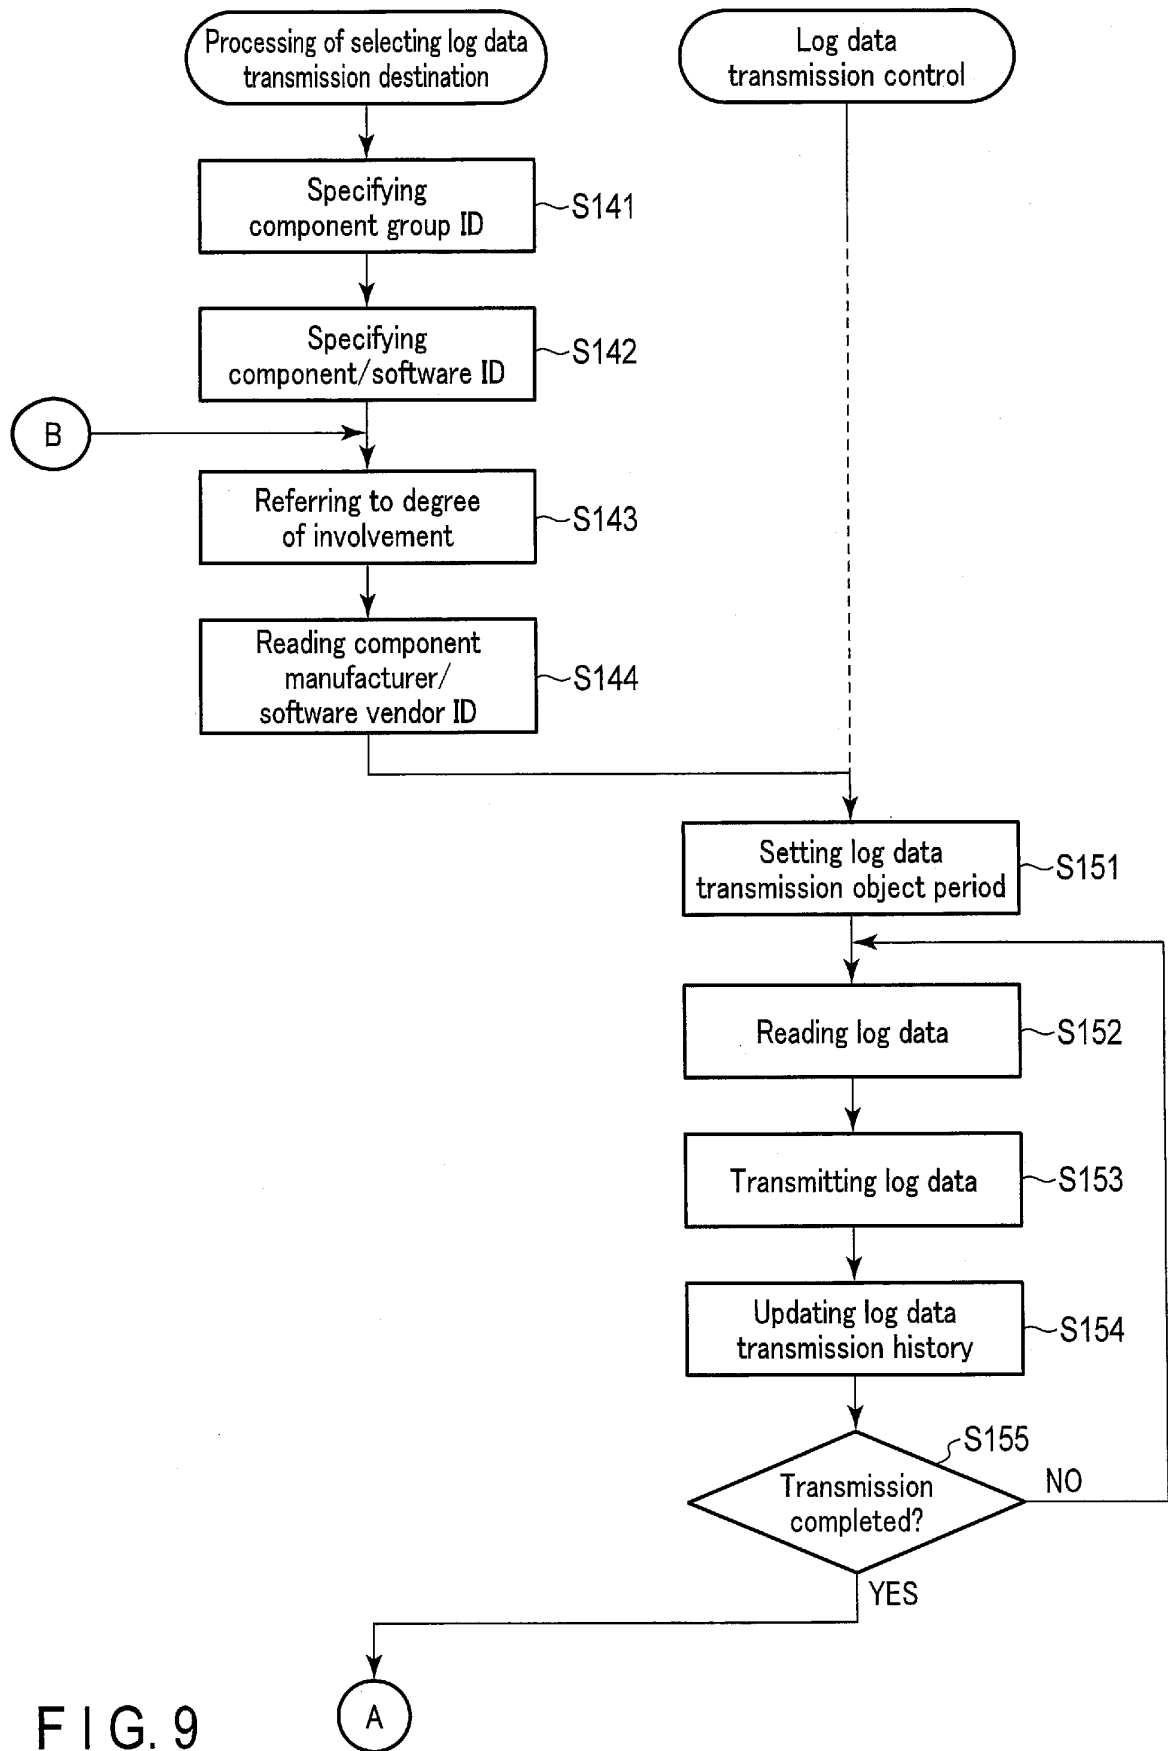 Processing of selecting log data
transmission destination
Log data
transmission control
Specifying
component group ID
S141
Specifying
component/software ID
S142
B
Referring to degree
of involvement
S143
Reading component
manufacturer/
software vendor ID
S144
Setting log data
transmission object period
S151
Reading log data
S152
Transmitting log data
S153
Updating log data
transmission history
S154
S155
Transmission
completed?
NO
YES
A
FIG. 9